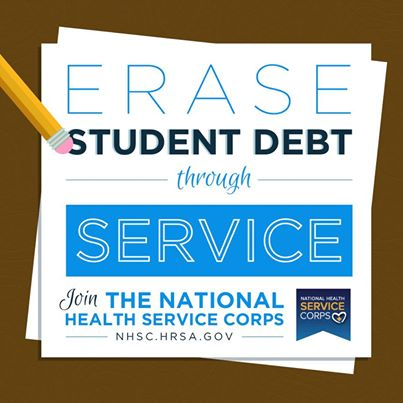 ERASE
STUDENT DEBT
through
SERVICE
Join THE NATIONAL
HEALTH SERVICE CORPS
NHSC.HRSA.GOV
NATIONAL HEALTH
SERVICE
CORPS